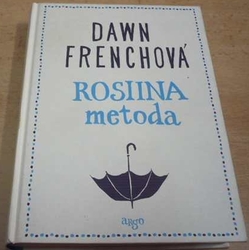 DAWN
FRENCHOVÁ
ROSIINA
metoda
argo